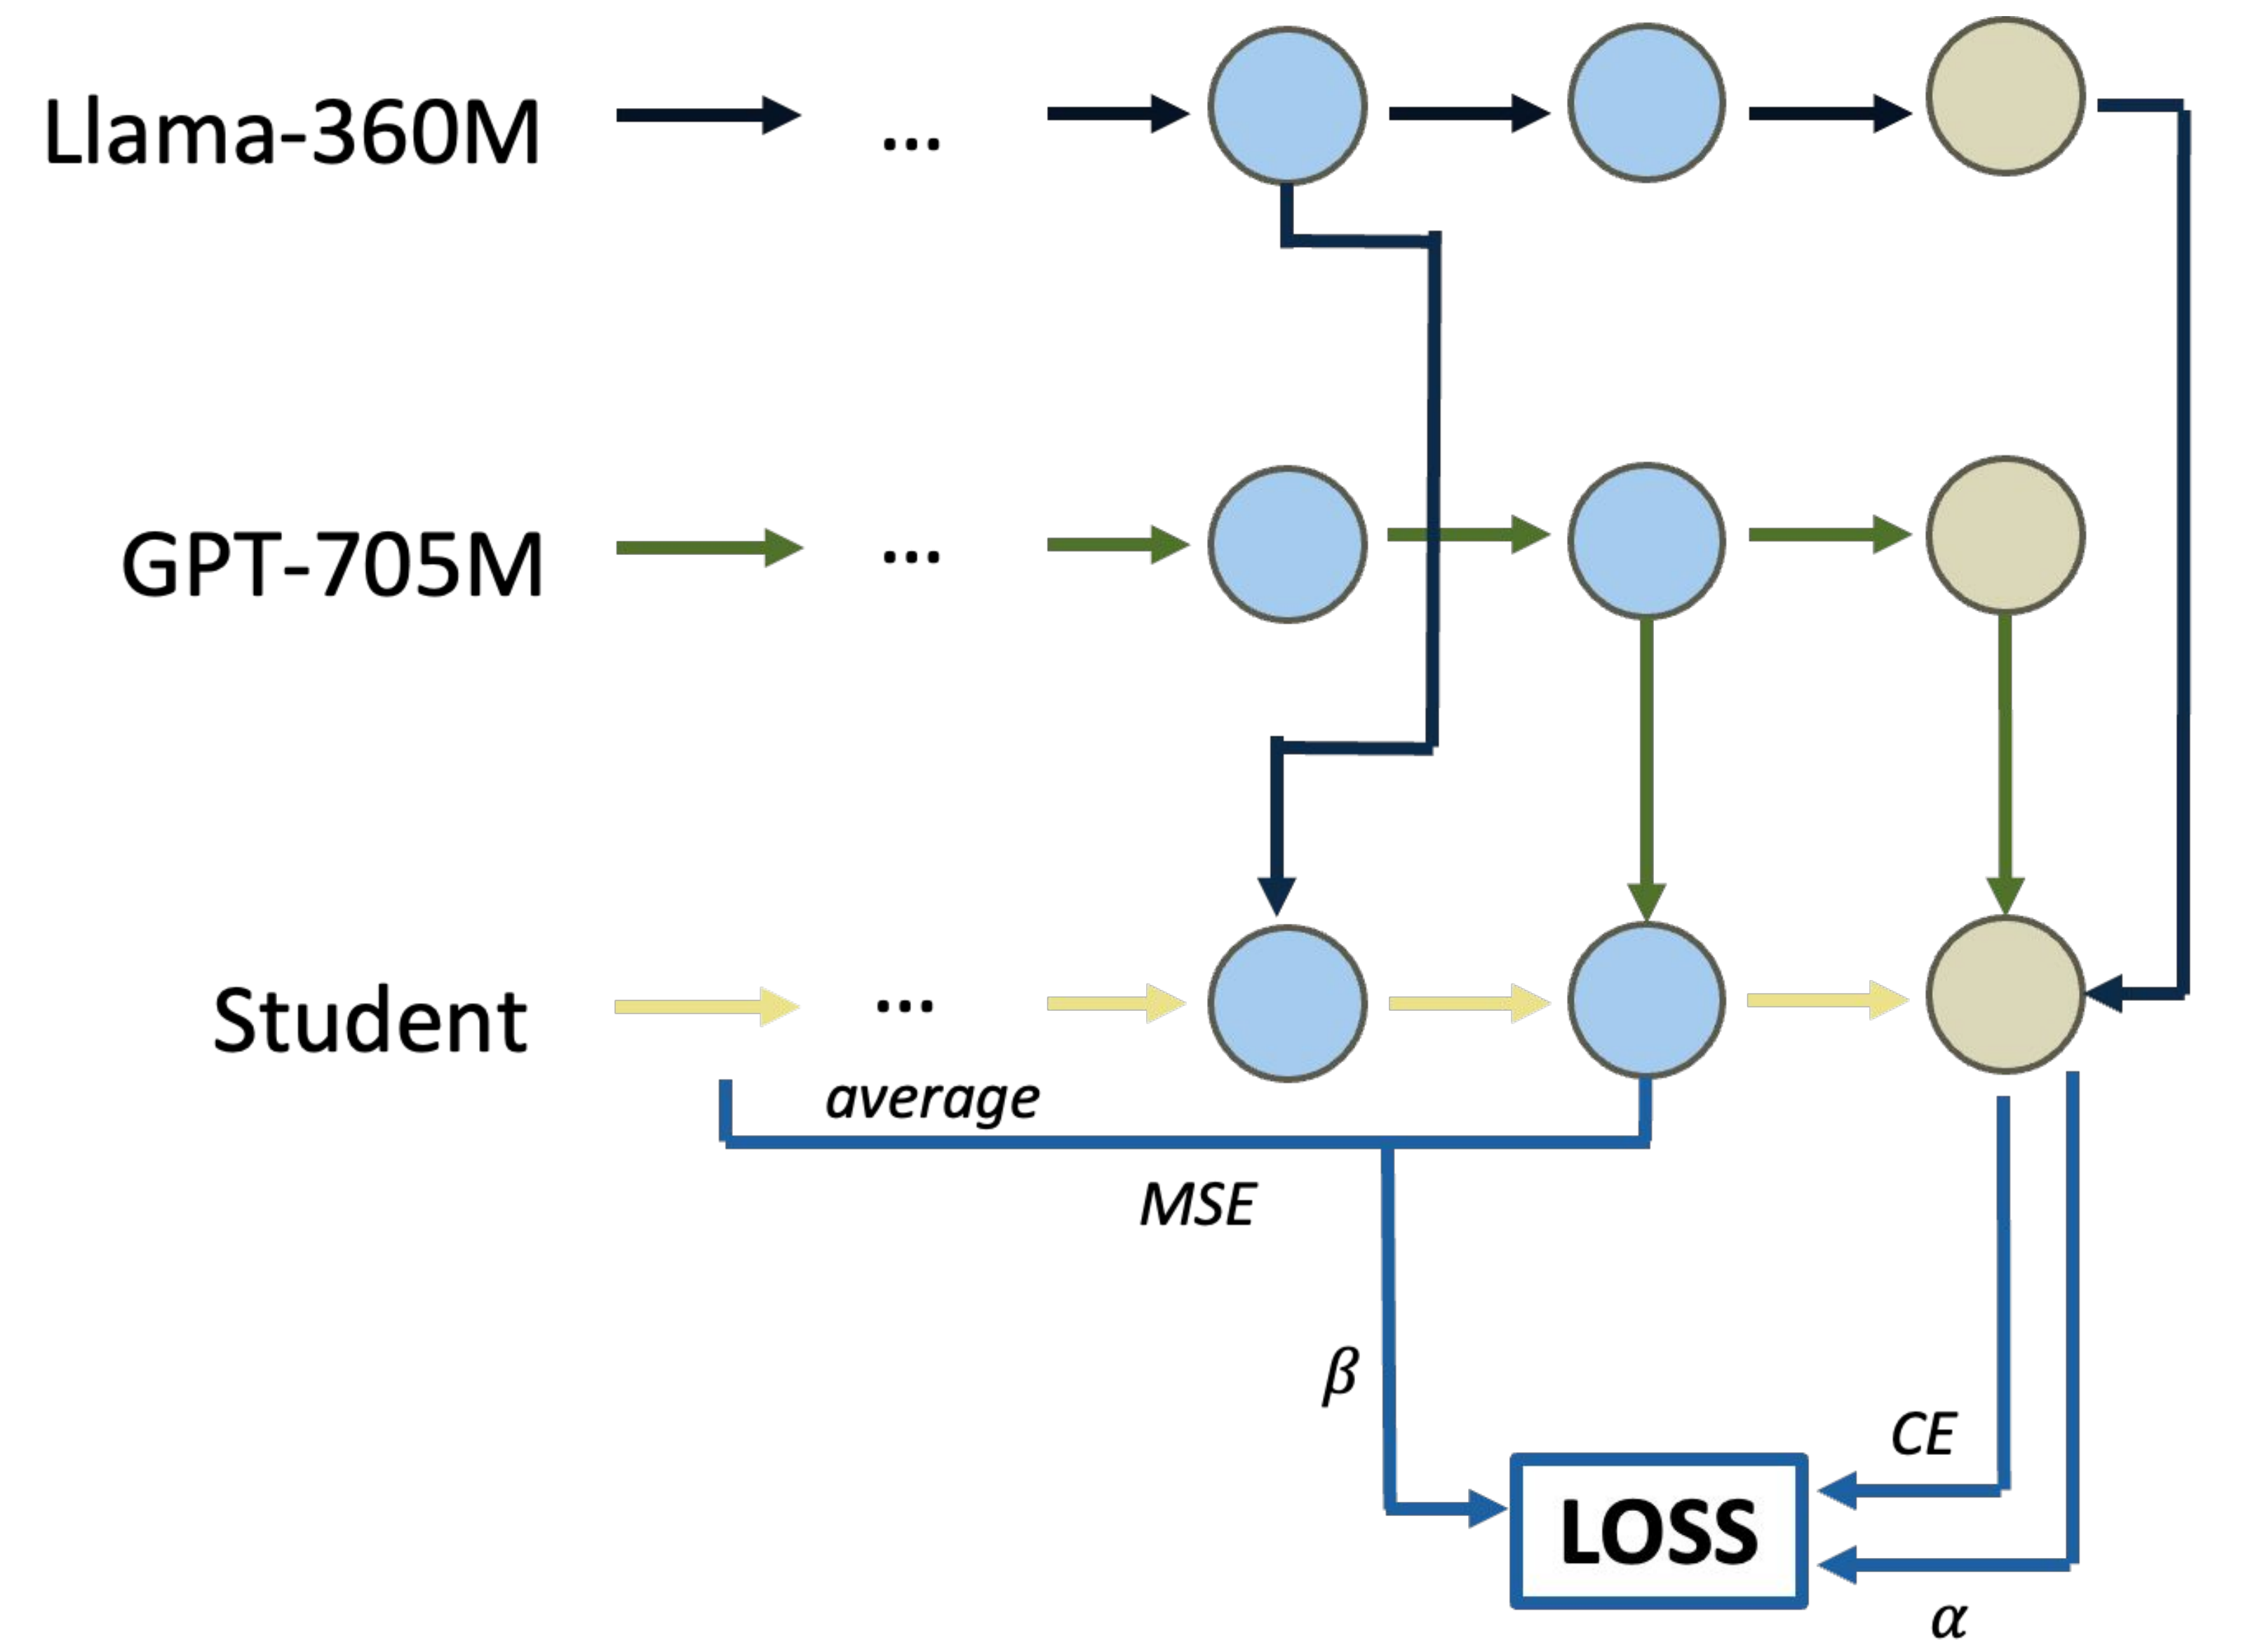 Llama-360M
...
GPT-705M
...
Student
...
average
MSE
β
CE
LOSS
α